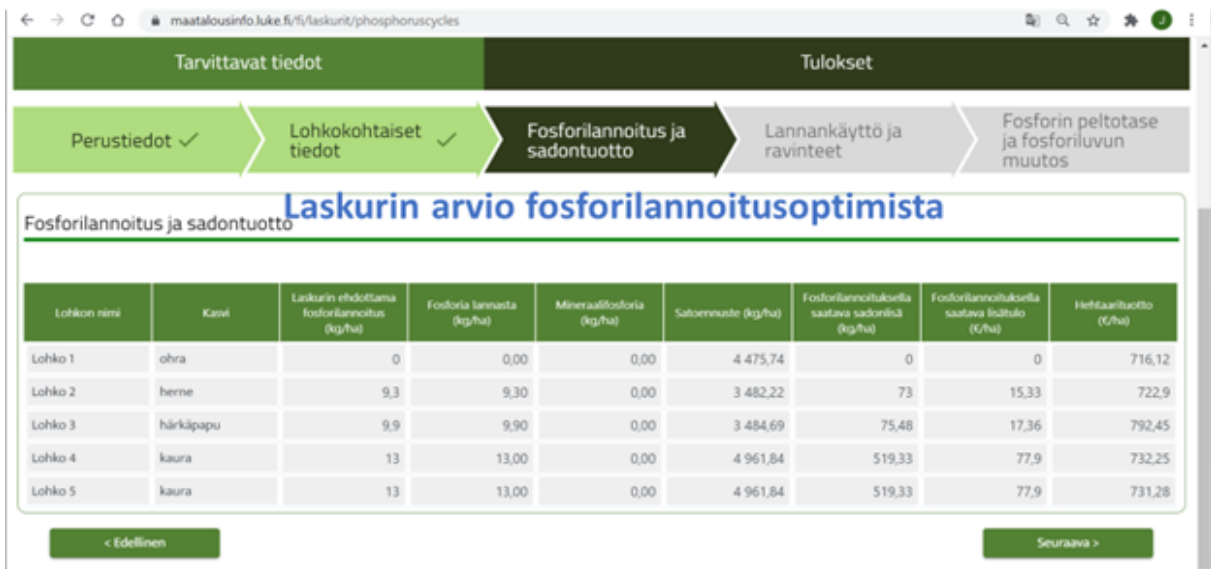 maatalousinfo.luke.fi/fi/laskurit/phosphoruscycles
J
Tarvittavat tiedot
Tulokset
Perustiedot ✓
Lohkokohtaiset
tiedot ✓
Fosforilannoitus ja
sadontuotto
Lannankäyttö ja
ravinteet
Fosforin peltotase
ja fosforiluvun
muutos
Laskurin arvio fosforilannoitusoptimista
Fosforilannoitus ja sadontuotto
Lohkon nimi
Kasvi
Laskurin ehdottama
fosforilannoitus
(kg/ha)
Fosforia lannasta
(kg/ha)
Mineraalifosforia
(kg/ha)
Satoennuste (kg/ha)
Fosforilannoituksella
saatava sadonlisä
(kg/ha)
Fosforilannoituksella
saatava lisätulo
(€/ha)
Hehtaarituotto
(€/ha)
Lohko 1 ohra 0 0,00 0,00 4 475,74 0 0 716,12
Lohko 2 herne 9,3 9,30 0,00 3 482,22 73 15,33 722,9
Lohko 3 härkäpapu 9,9 9,90 0,00 3 484,69 75,48 17,36 792,45
Lohko 4 kaura 13 13,00 0,00 4 961,84 519,33 77,9 732,25
Lohko 5 kaura 13 13,00 0,00 4 961,84 519,33 77,9 731,28
< Edellinen
Seuraava >